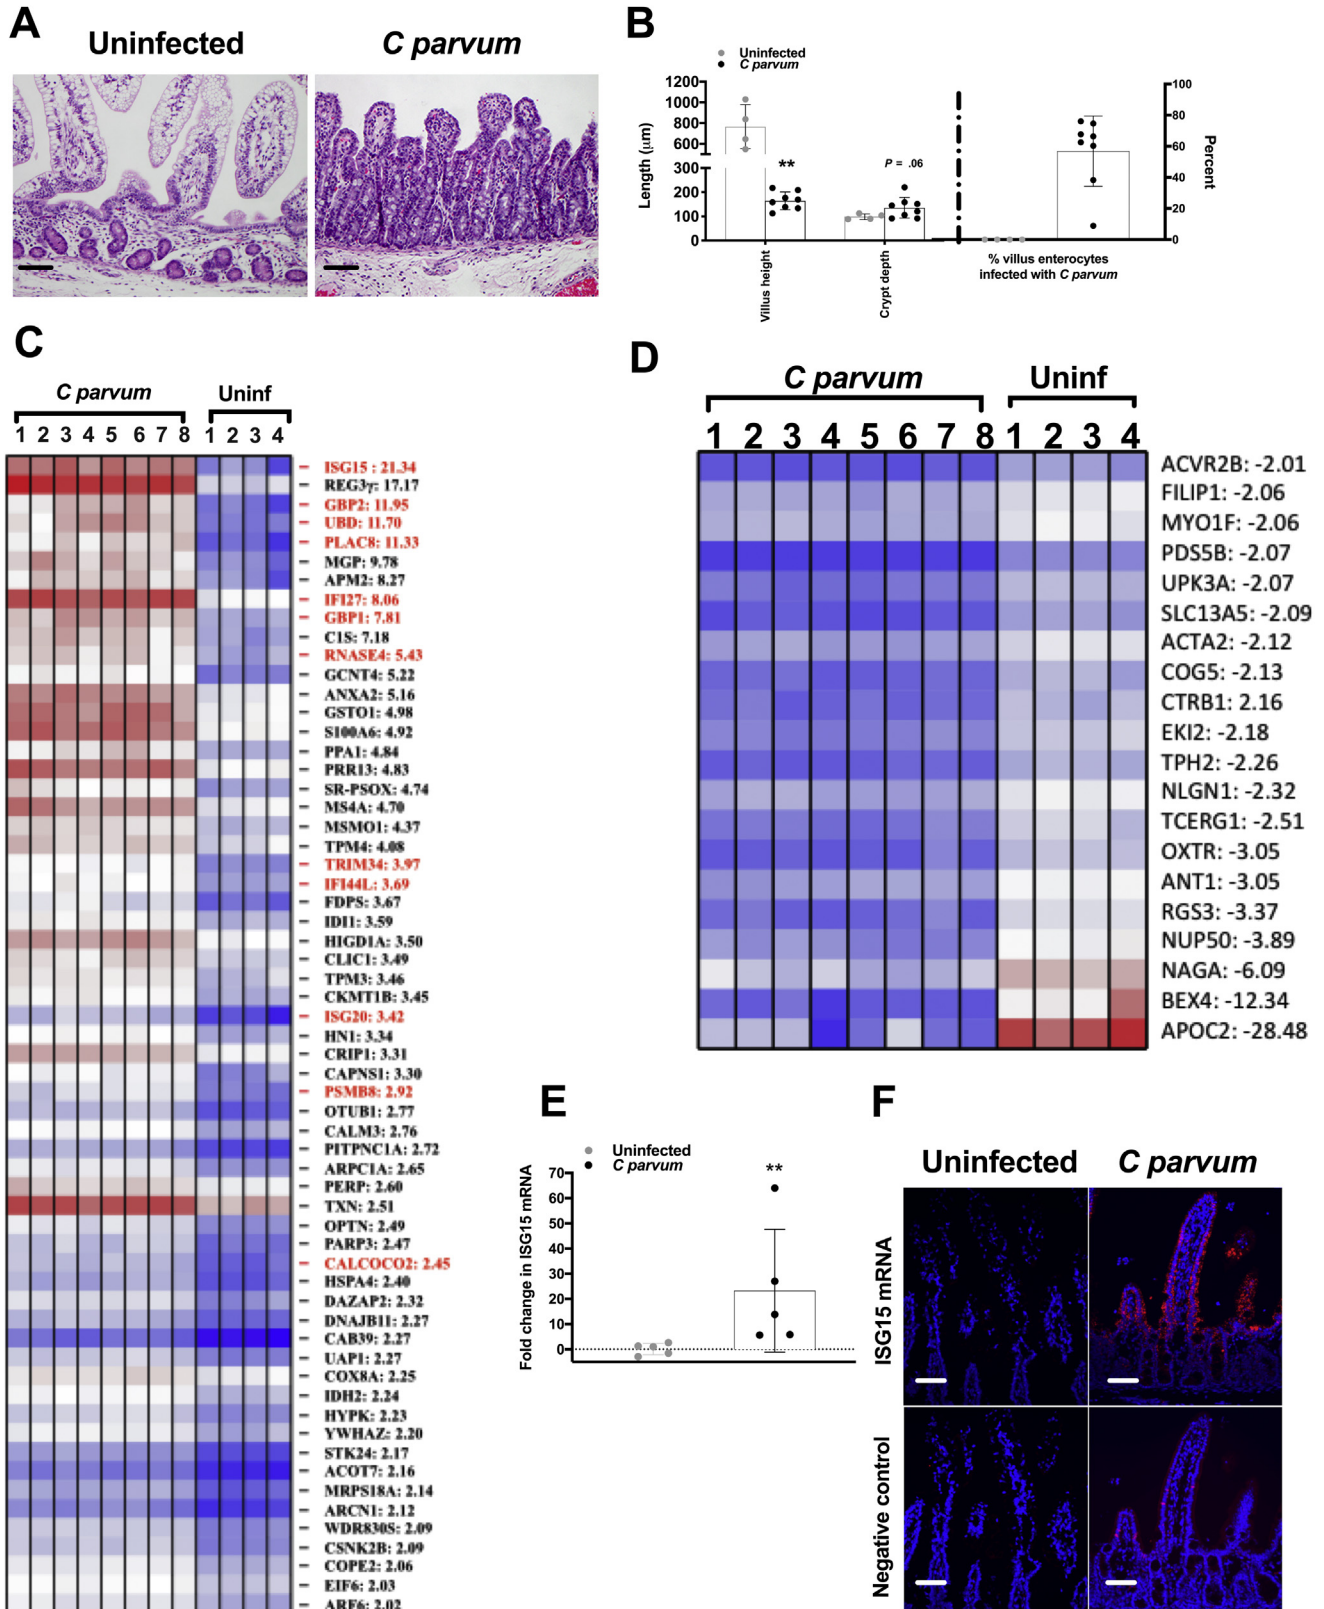 A
Uninfected
C parvum
B
Uninfected
C parvum
1200
1000
800
600
300
200
100
0
Length (μm)
**
P = .06
100
80
60
40
20
0
Percent
Villus height
Crypt depth
% villus enterocytes
infected with C parvum
C
C parvum
Uninf
1 2 3 4 5 6 7 8 1 2 3 4
ISG15 : 21.34
REG3γ: 17.17
GBP2: 11.95
UBD: 11.70
PLAC8: 11.33
MGP: 9.78
APM2: 8.27
IFI27: 8.06
GBP1: 7.81
C1S: 7.18
RNASE4: 5.43
GCNT4: 5.22
ANXA2: 5.16
GSTO1: 4.98
S100A6: 4.92
PPA1: 4.84
PRR13: 4.83
SR-PSOX: 4.74
MS4A: 4.70
MSMO1: 4.37
TPM4: 4.08
TRIM34: 3.97
IFI44L: 3.69
FDPS: 3.67
IDI1: 3.59
HIGD1A: 3.50
CLIC1: 3.49
TPM3: 3.46
CKMT1B: 3.45
ISG20: 3.42
HN1: 3.34
CRIP1: 3.31
CAPNS1: 3.30
PSMB8: 2.92
OTUB1: 2.77
CALM3: 2.76
PITPNC1A: 2.72
ARPC1A: 2.65
PERP: 2.60
TXN: 2.51
OPTN: 2.49
PARP3: 2.47
CALCOCO2: 2.45
HSPA4: 2.40
DAZAP2: 2.32
DNAJB11: 2.27
CAB39: 2.27
UAP1: 2.27
COX8A: 2.25
IDH2: 2.24
HYPK: 2.23
YWHAZ: 2.20
STK24: 2.17
ACOT7: 2.16
MRPS18A: 2.14
ARCN1: 2.12
WDR830S: 2.09
CSNK2B: 2.09
COPE2: 2.06
EIF6: 2.03
ARF6: 2.02
D
C parvum
Uninf
1 2 3 4 5 6 7 8 1 2 3 4
ACVR2B: -2.01
FILIP1: -2.06
MYO1F: -2.06
PDS5B: -2.07
UPK3A: -2.07
SLC13A5: -2.09
ACTA2: -2.12
COG5: -2.13
CTRB1: 2.16
EKI2: -2.18
TPH2: -2.26
NLGN1: -2.32
TCERG1: -2.51
OXTR: -3.05
ANT1: -3.05
RGS3: -3.37
NUP50: -3.89
NAGA: -6.09
BEX4: -12.34
APOC2: -28.48
E
Uninfected
C parvum
**
70
60
50
40
30
20
10
0
Fold change in ISG15 mRNA
F
Uninfected
C parvum
ISG15 mRNA
Negative control